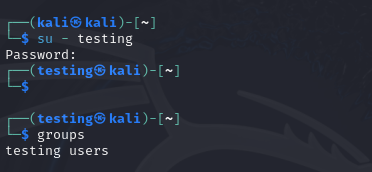 ┌──(kali㉿kali)-[~]
└─$ su - testing
Password:
┌──(testing㉿kali)-[~]
└─$
┌──(testing㉿kali)-[~]
└─$ groups
testing users